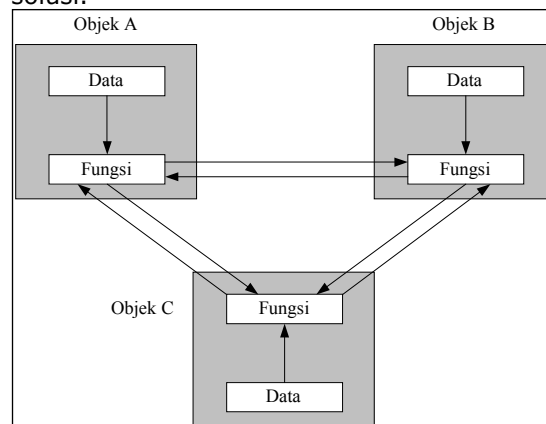 solusi.
Objek A
Objek B
Data
Data
Fungsi
Fungsi
Objek C
Fungsi
Data